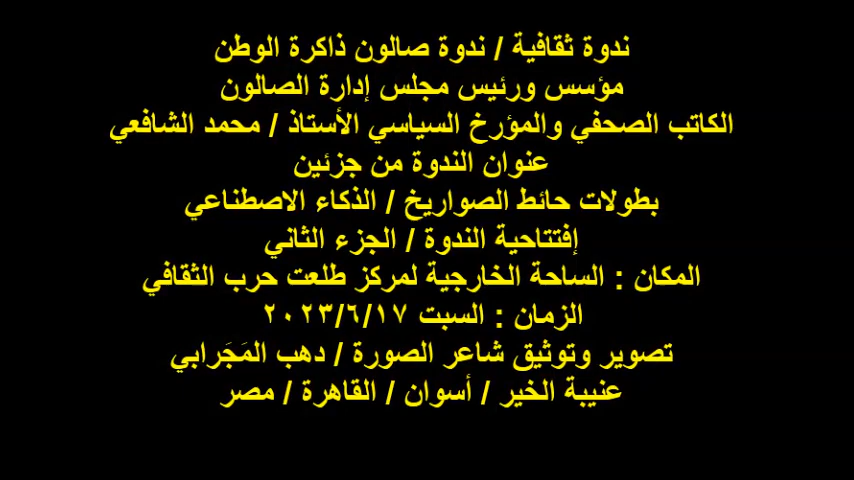 ندوة ثقافية / ندوة صالون ذاكرة الوطن
مؤسس ورئيس مجلس إدارة الصالون
الكاتب الصحفي والمؤرخ السياسي الأستاذ / محمد الشافعي
عنوان الندوة من جزئين
بطولات حائط الصواريخ / الذكاء الاصطناعي
إفتتاحية الندوة / الجزء الثاني
المكان : الساحة الخارجية لمركز طلعت حرب الثقافي
الزمان : السبت ٢٠٢٣/٦/١٧
تصوير وتوثيق شاعر الصورة / دهب المَجَرابي
عنيبة الخير / أسوان / القاهرة / مصر